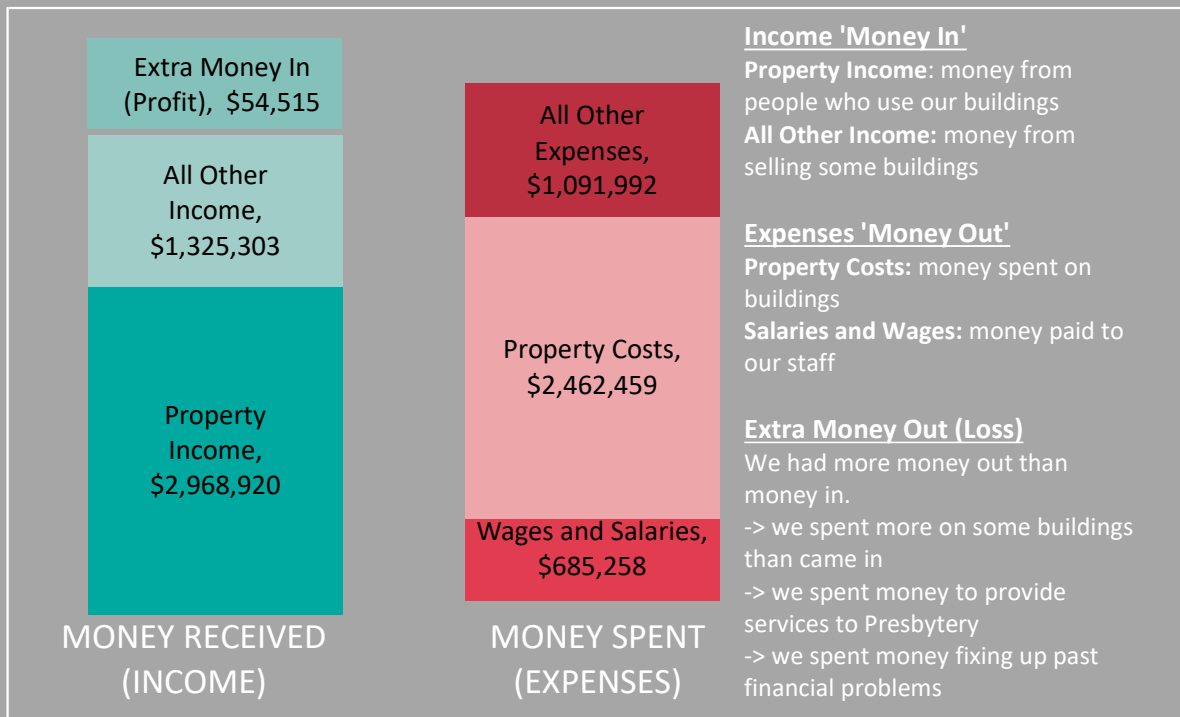 Extra Money In
(Profit),  $54,515
All Other
Income,
$1,325,303
Property
Income,
$2,968,920
MONEY RECEIVED
(INCOME)
All Other
Expenses,
$1,091,992
Property Costs,
$2,462,459
Wages and Salaries,
$685,258
MONEY SPENT
(EXPENSES)
Income 'Money In'
Property Income: money from
people who use our buildings
All Other Income: money from
selling some buildings
Expenses 'Money Out'
Property Costs: money spent on
buildings
Salaries and Wages: money paid to
our staff
Extra Money Out (Loss)
We had more money out than
money in.
-> we spent more on some buildings
than came in
-> we spent money to provide
services to Presbytery
-> we spent money fixing up past
financial problems